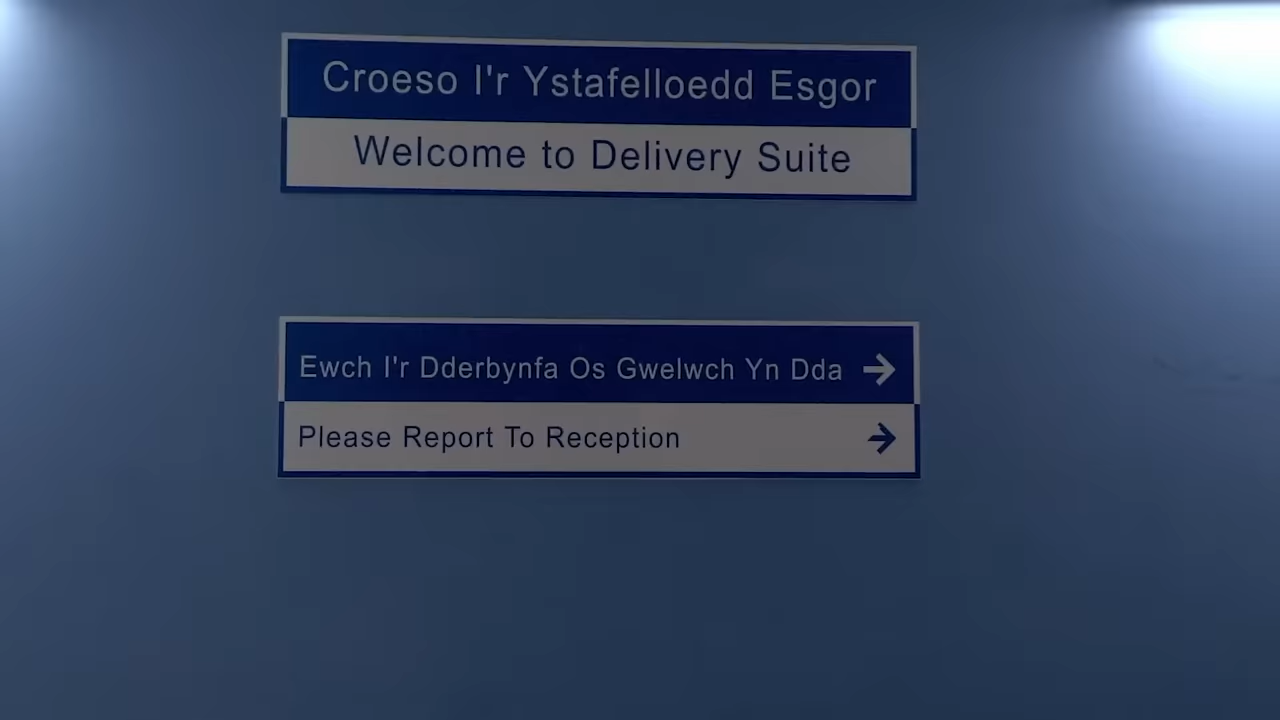 Croeso I'r Ystafelloedd Esgor
Welcome to Delivery Suite
Ewch I'r Dderbynfa Os Gwelwch Yn Dda →
Please Report To Reception →